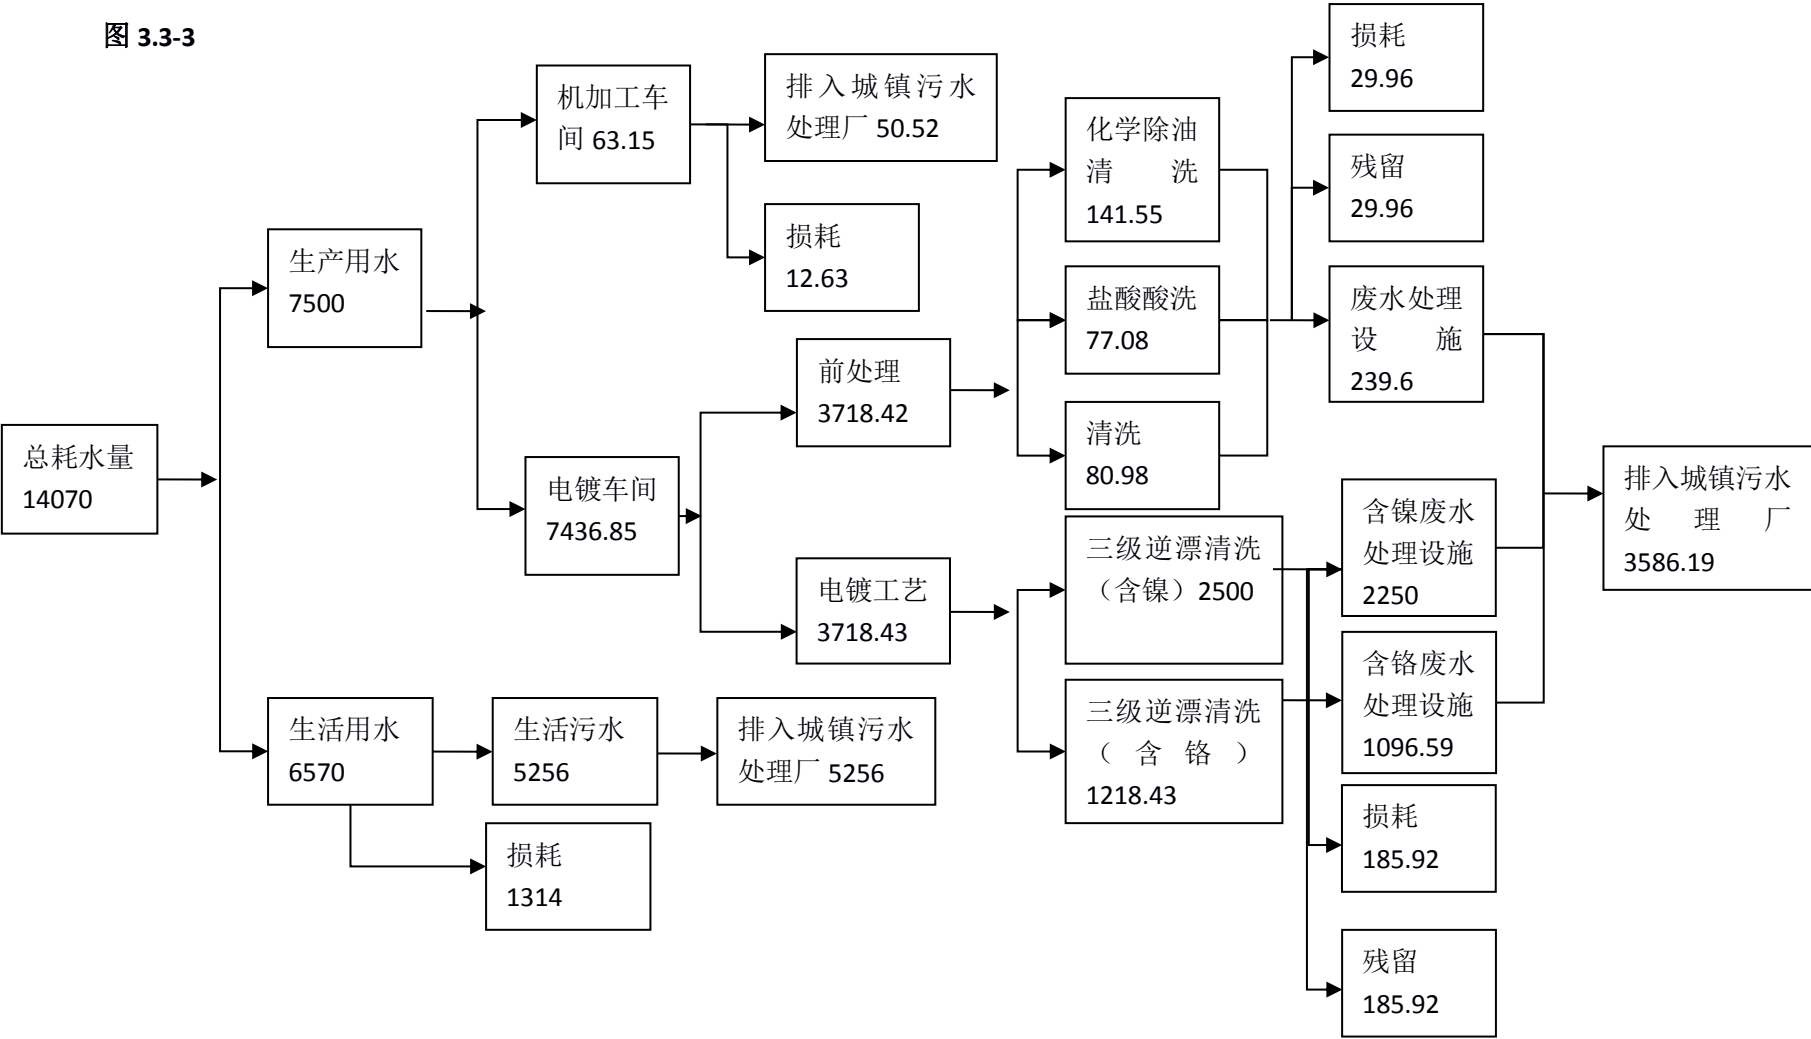 图 3.3-3
总耗水量
14070
生产用水
7500
生活用水
6570
机加工车
间 63.15
排入城镇污水
处理厂 50.52
损耗
12.63
电镀车间
7436.85
前处理
3718.42
电镀工艺
3718.43
生活污水
5256
排入城镇污水
处理厂 5256
损耗
1314
化学除油
清洗
141.55
盐酸酸洗
77.08
清洗
80.98
三级逆漂清洗
（含镍）2500
三级逆漂清洗
（含铬）
1218.43
损耗
29.96
残留
29.96
废水处理
设施
239.6
含镍废水
处理设施
2250
含铬废水
处理设施
1096.59
损耗
185.92
残留
185.92
排入城镇污水
处理厂
3586.19